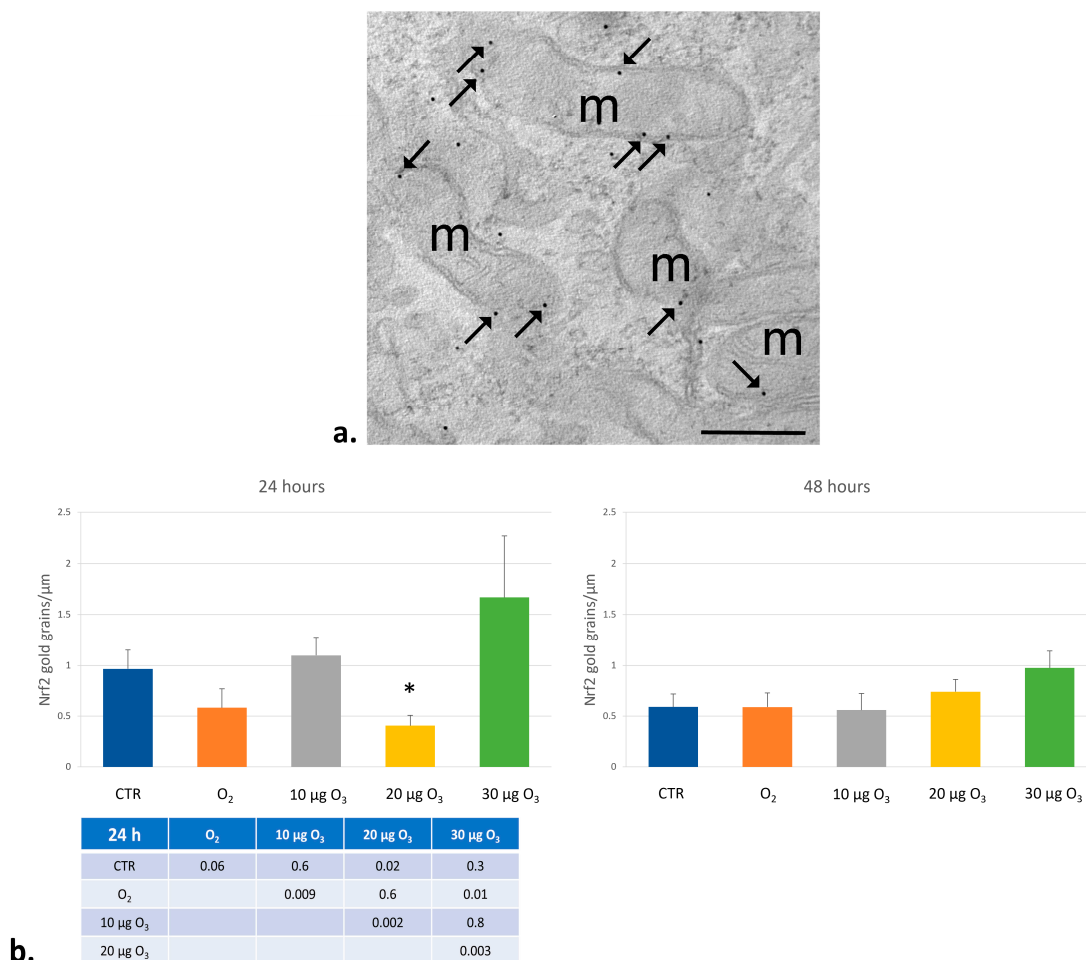 m
m
m
m
a.
24 hours
48 hours
Nrf2 gold grains/µm
2.5
2
1.5
1
0.5
0
*
CTR O₂ 10 µg O₃ 20 µg O₃ 30 µg O₃
Nrf2 gold grains/µm
2.5
2
1.5
1
0.5
0
CTR O₂ 10 µg O₃ 20 µg O₃ 30 µg O₃
24 h O₂ 10 µg O₃ 20 µg O₃ 30 µg O₃
CTR 0.06 0.6 0.02 0.3
O₂ 0.009 0.6 0.01
10 µg O₃ 0.002 0.8
20 µg O₃ 0.003
b.